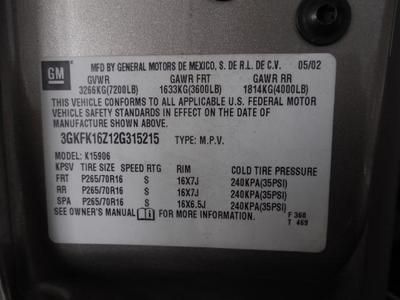 GM
MFD BY GENERAL MOTORS DE MEXICO, S. DE R.L. DE C.V. 05/02
GVWR GAWR FRT GAWR RR
3266KG(7200LB) 1633KG(3600LB) 1814KG(4000LB)
THIS VEHICLE CONFORMS TO ALL APPLICABLE U.S. FEDERAL MOTOR
VEHICLE SAFETY STANDARDS IN EFFECT ON THE DATE OF
MANUFACTURE SHOWN ABOVE.
3GKFK16Z12G315215 TYPE: M.P.V.
MODEL: K15906
KPSV TIRE SIZE SPEED RTG RIM COLD TIRE PRESSURE
FRT P265/70R16 S 16X7J 240KPA(35PSI)
RR P265/70R16 S 16X7J 240KPA(35PSI)
SPA P265/70R16 S 16X6.5J 240KPA(35PSI)
SEE OWNER'S MANUAL FOR MORE INFORMATION
F 368
T 469